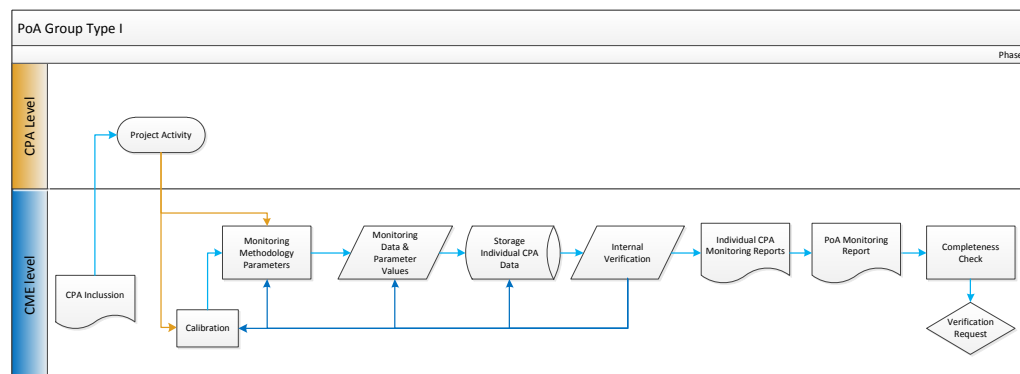 PoA Group Type I
Phase
CPA Level
Project Activity
CME level
CPA Inclussion
Calibration
Monitoring
Methodology
Parameters
Monitoring
Data &
Parameter
Values
Storage
Individual CPA
Data
Internal
Verification
Individual CPA
Monitoring Reports
PoA Monitoring
Report
Completeness
Check
Verification
Request